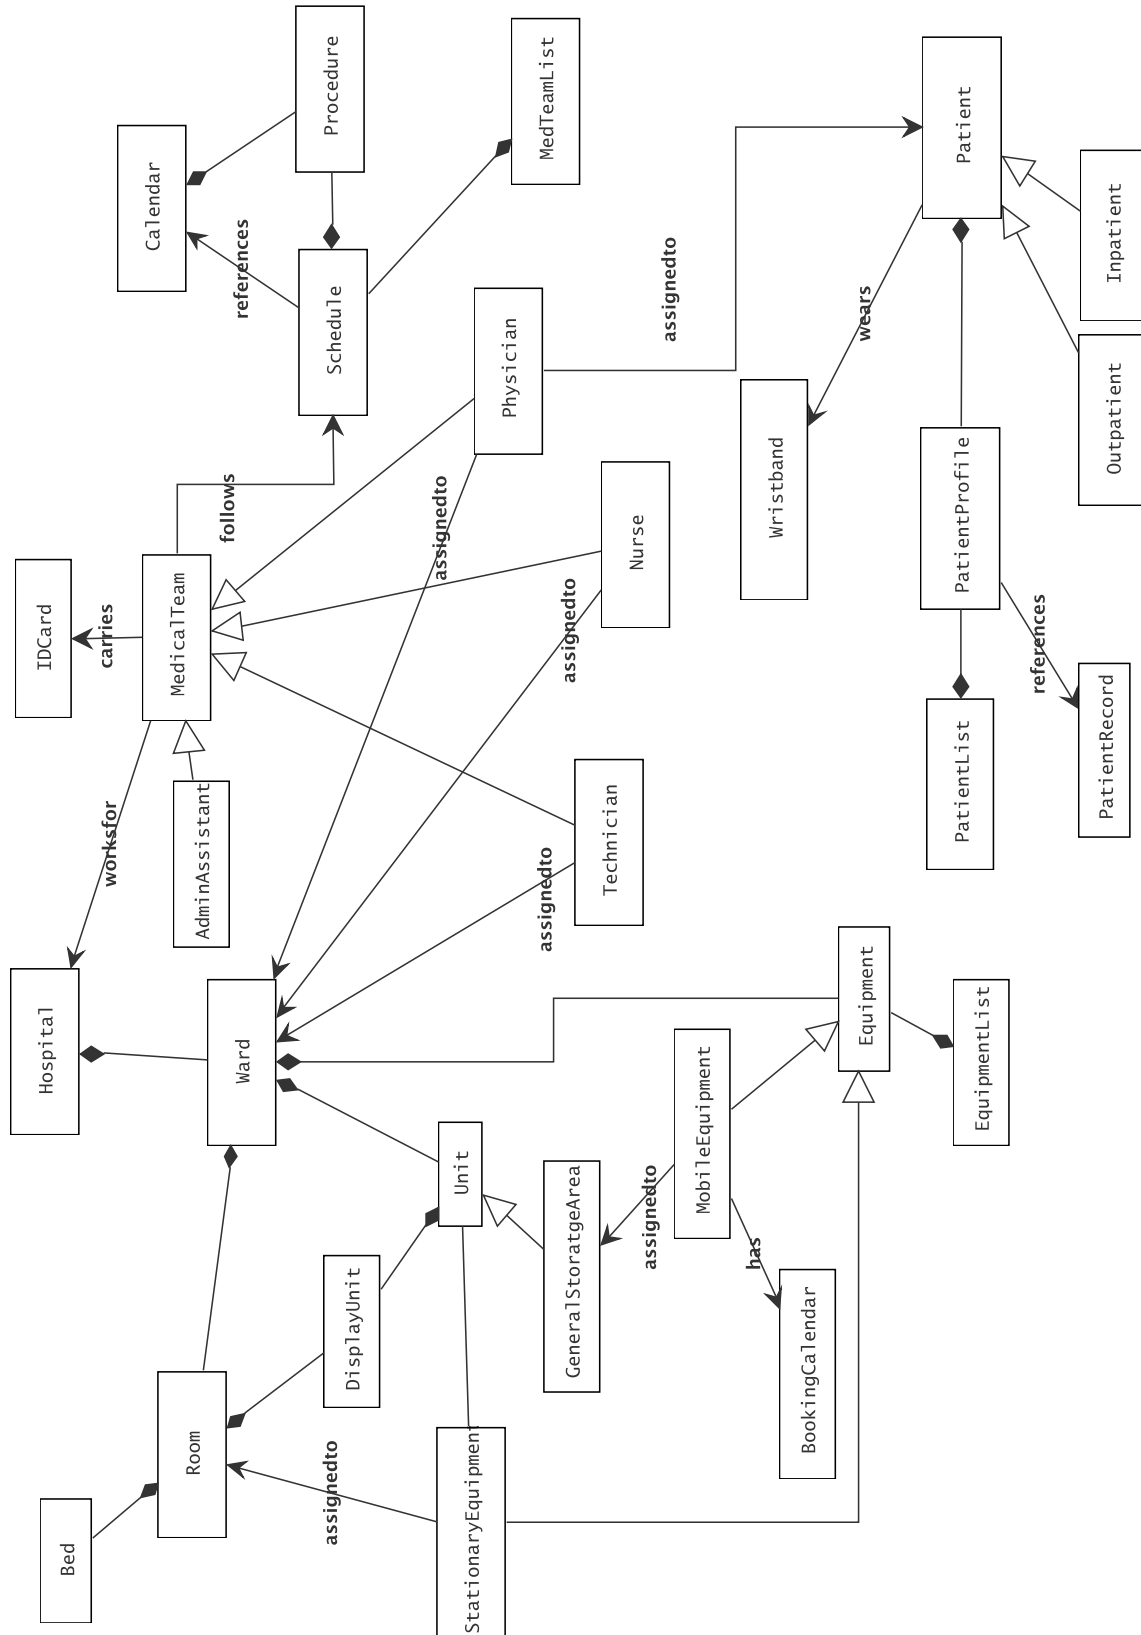 Hospital
IDCard
Bed
worksfor
carries
Calendar
MedicalTeam
Room
AdminAssistant
follows
Ward
references
assignedto
Schedule
Procedure
DisplayUnit
assignedto
Unit
StationaryEquipment
Physician
assignedto
MedTeamList
GeneralStoratgeArea
assignedto
Technician
Nurse
assignedto
assignedto
MobileEquipment
has
Wristband
BookingCalendar
Equipment
wears
PatientList
PatientProfile
Patient
EquipmentList
references
PatientRecord
Outpatient
Inpatient